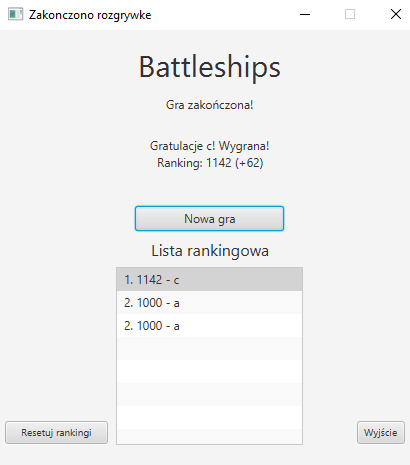 Zakonczono rozgrywke
Battleships
Gra zakończona!
Gratulacje c! Wygrana!
Ranking: 1142 (+62)
Nowa gra
Lista rankingowa
1. 1142 - c
2. 1000 - a
2. 1000 - a
Resetuj rankingi
Wyjście